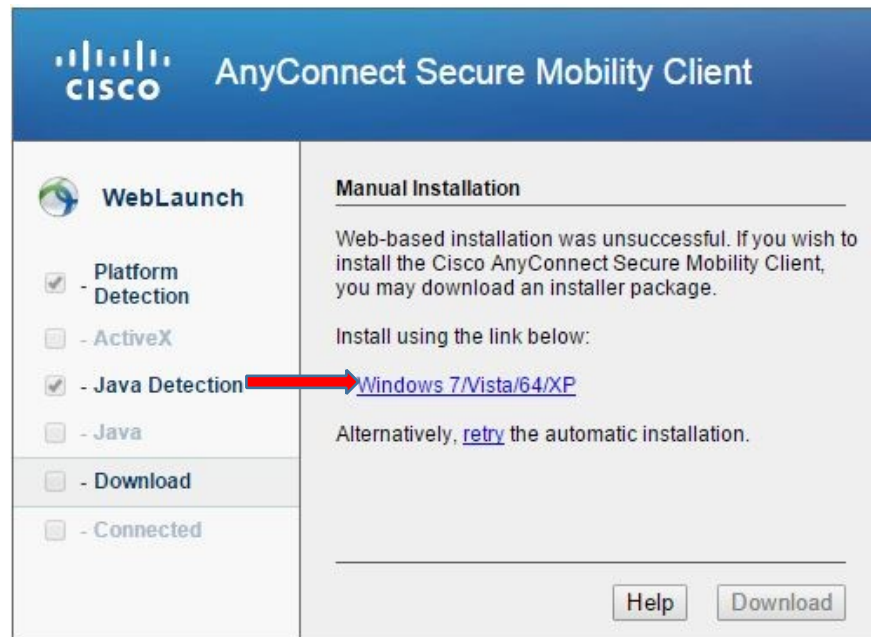 CISCO
AnyConnect Secure Mobility Client
WebLaunch
- Platform
Detection
- ActiveX
- Java Detection
- Java
- Download
- Connected
Manual Installation
Web-based installation was unsuccessful. If you wish to
install the Cisco AnyConnect Secure Mobility Client,
you may download an installer package.
Install using the link below:
Windows 7/Vista/64/XP
Alternatively, retry the automatic installation.
Help
Download